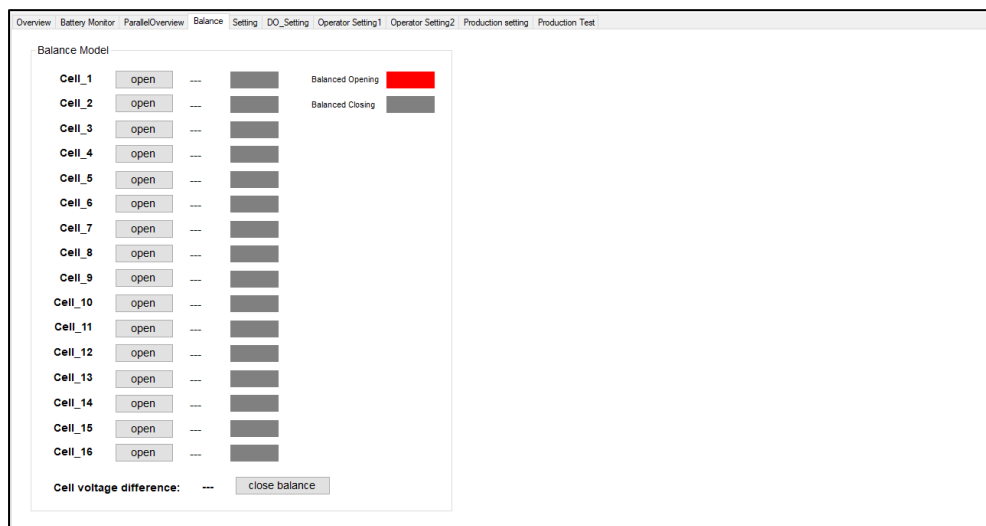 Overview Battery Monitor ParallelOverview Balance Setting DO_Setting Operator Setting1 Operator Setting2 Production setting Production Test
Balance Model
Cell_1 open --- Balanced Opening
Cell_2 open --- Balanced Closing
Cell_3 open ---
Cell_4 open ---
Cell_5 open ---
Cell_6 open ---
Cell_7 open ---
Cell_8 open ---
Cell_9 open ---
Cell_10 open ---
Cell_11 open ---
Cell_12 open ---
Cell_13 open ---
Cell_14 open ---
Cell_15 open ---
Cell_16 open ---
Cell voltage difference: --- close balance